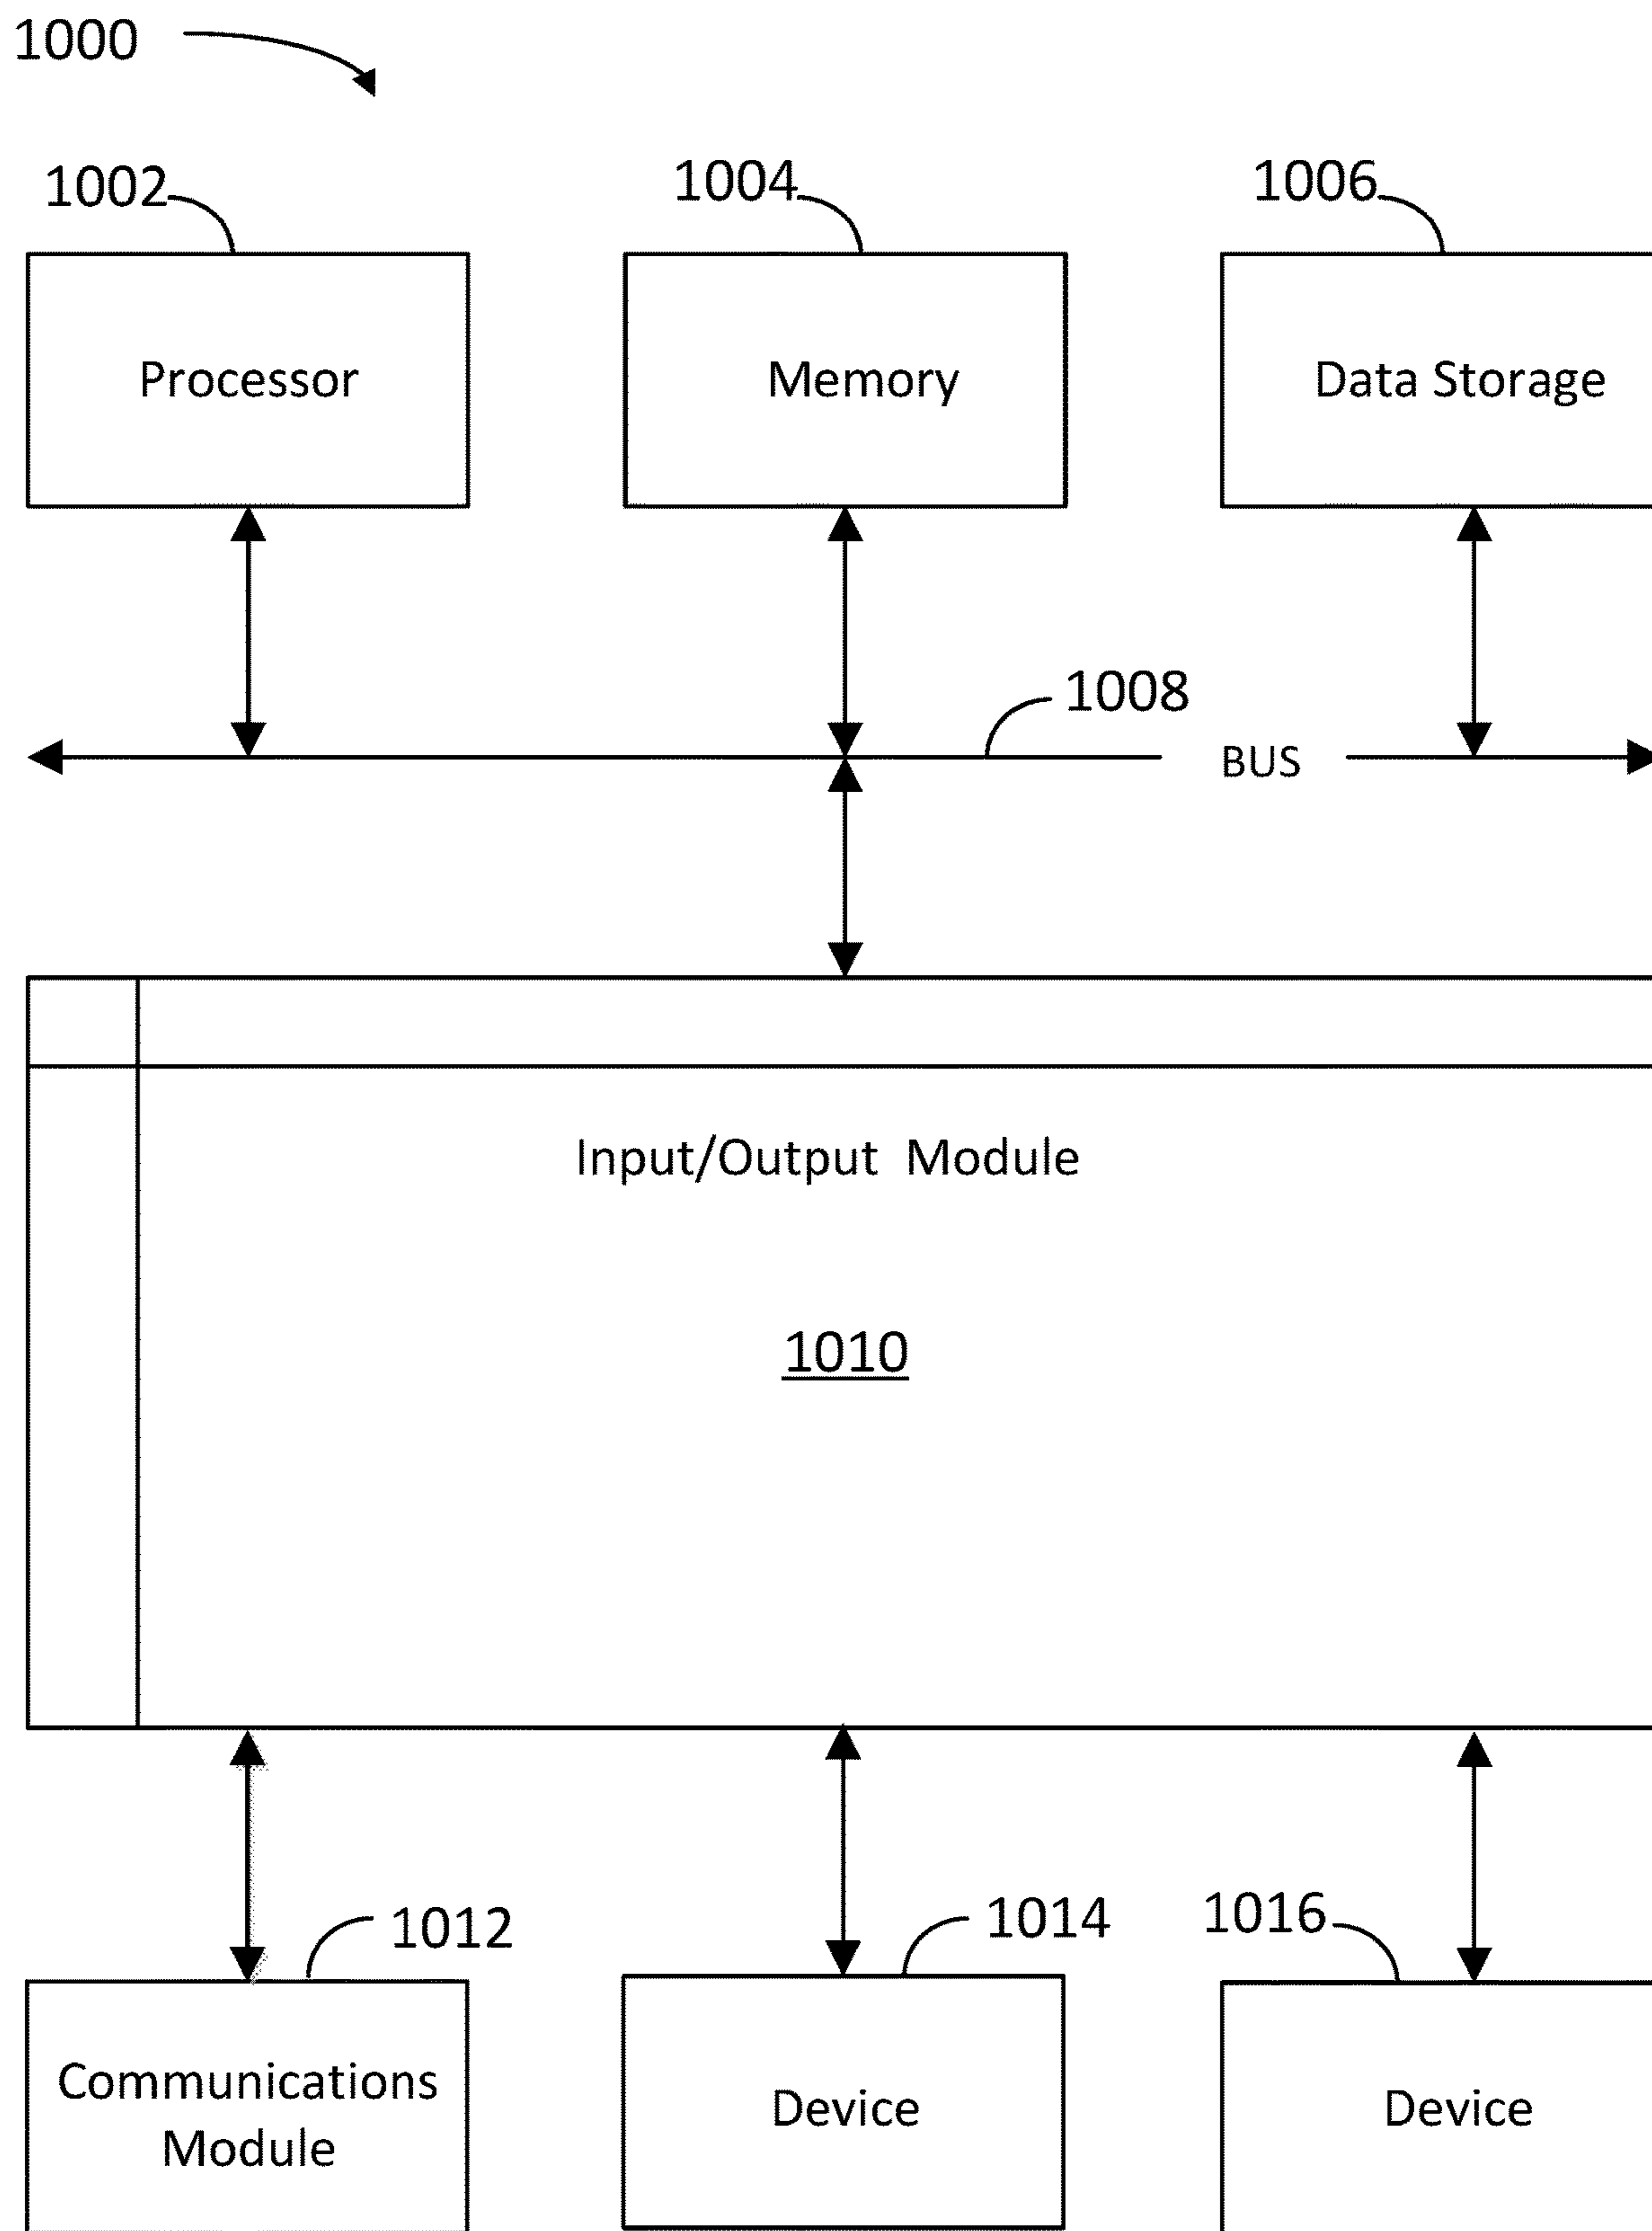 1000
1002
1004
1006
Processor
Memory
Data Storage
1008
BUS
Input/Output Module
1010
1012
1014
1016
Communications
Module
Device
Device